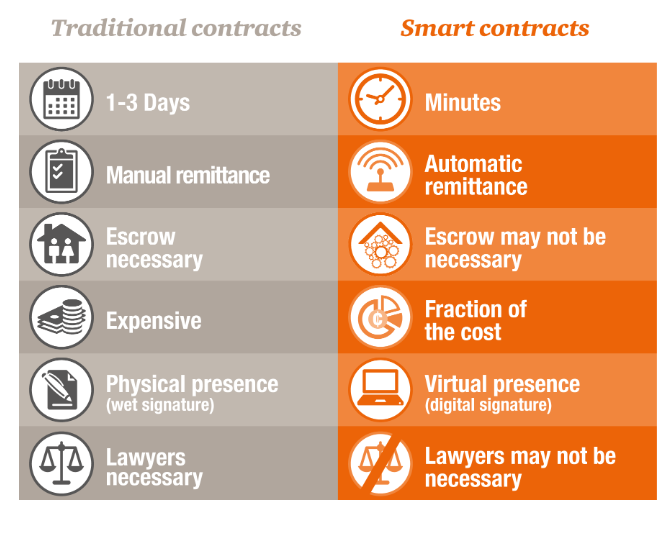 Traditional contracts
Smart contracts
1-3 Days
Minutes
Manual remittance
Automatic
remittance
Escrow
necessary
Escrow may not be
necessary
Expensive
Fraction of
the cost
Physical presence
(wet signature)
Virtual presence
(digital signature)
Lawyers
necessary
Lawyers may not be
necessary